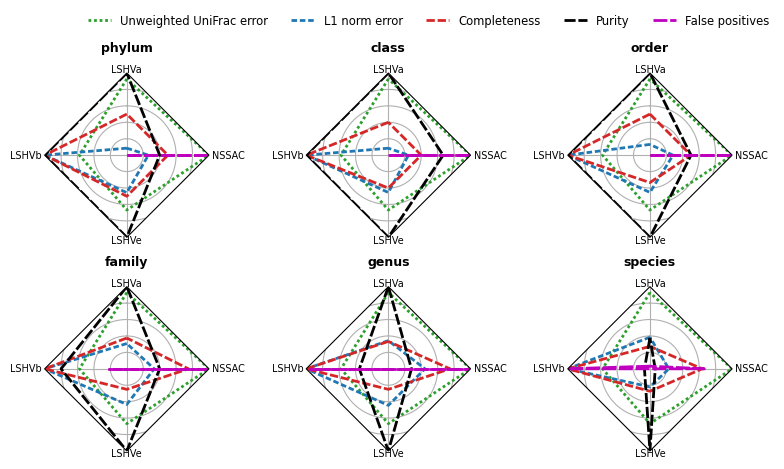 Unweighted UniFrac error L1 norm error Completeness Purity False positives
phylum class order
LSHVa LSHVa LSHVa
LSHVb NSSAC LSHVb NSSAC LSHVb NSSAC
LSHVe LSHVe LSHVe
family genus species
LSHVa LSHVa LSHVa
LSHVb NSSAC LSHVb NSSAC LSHVb NSSAC
LSHVe LSHVe LSHVe